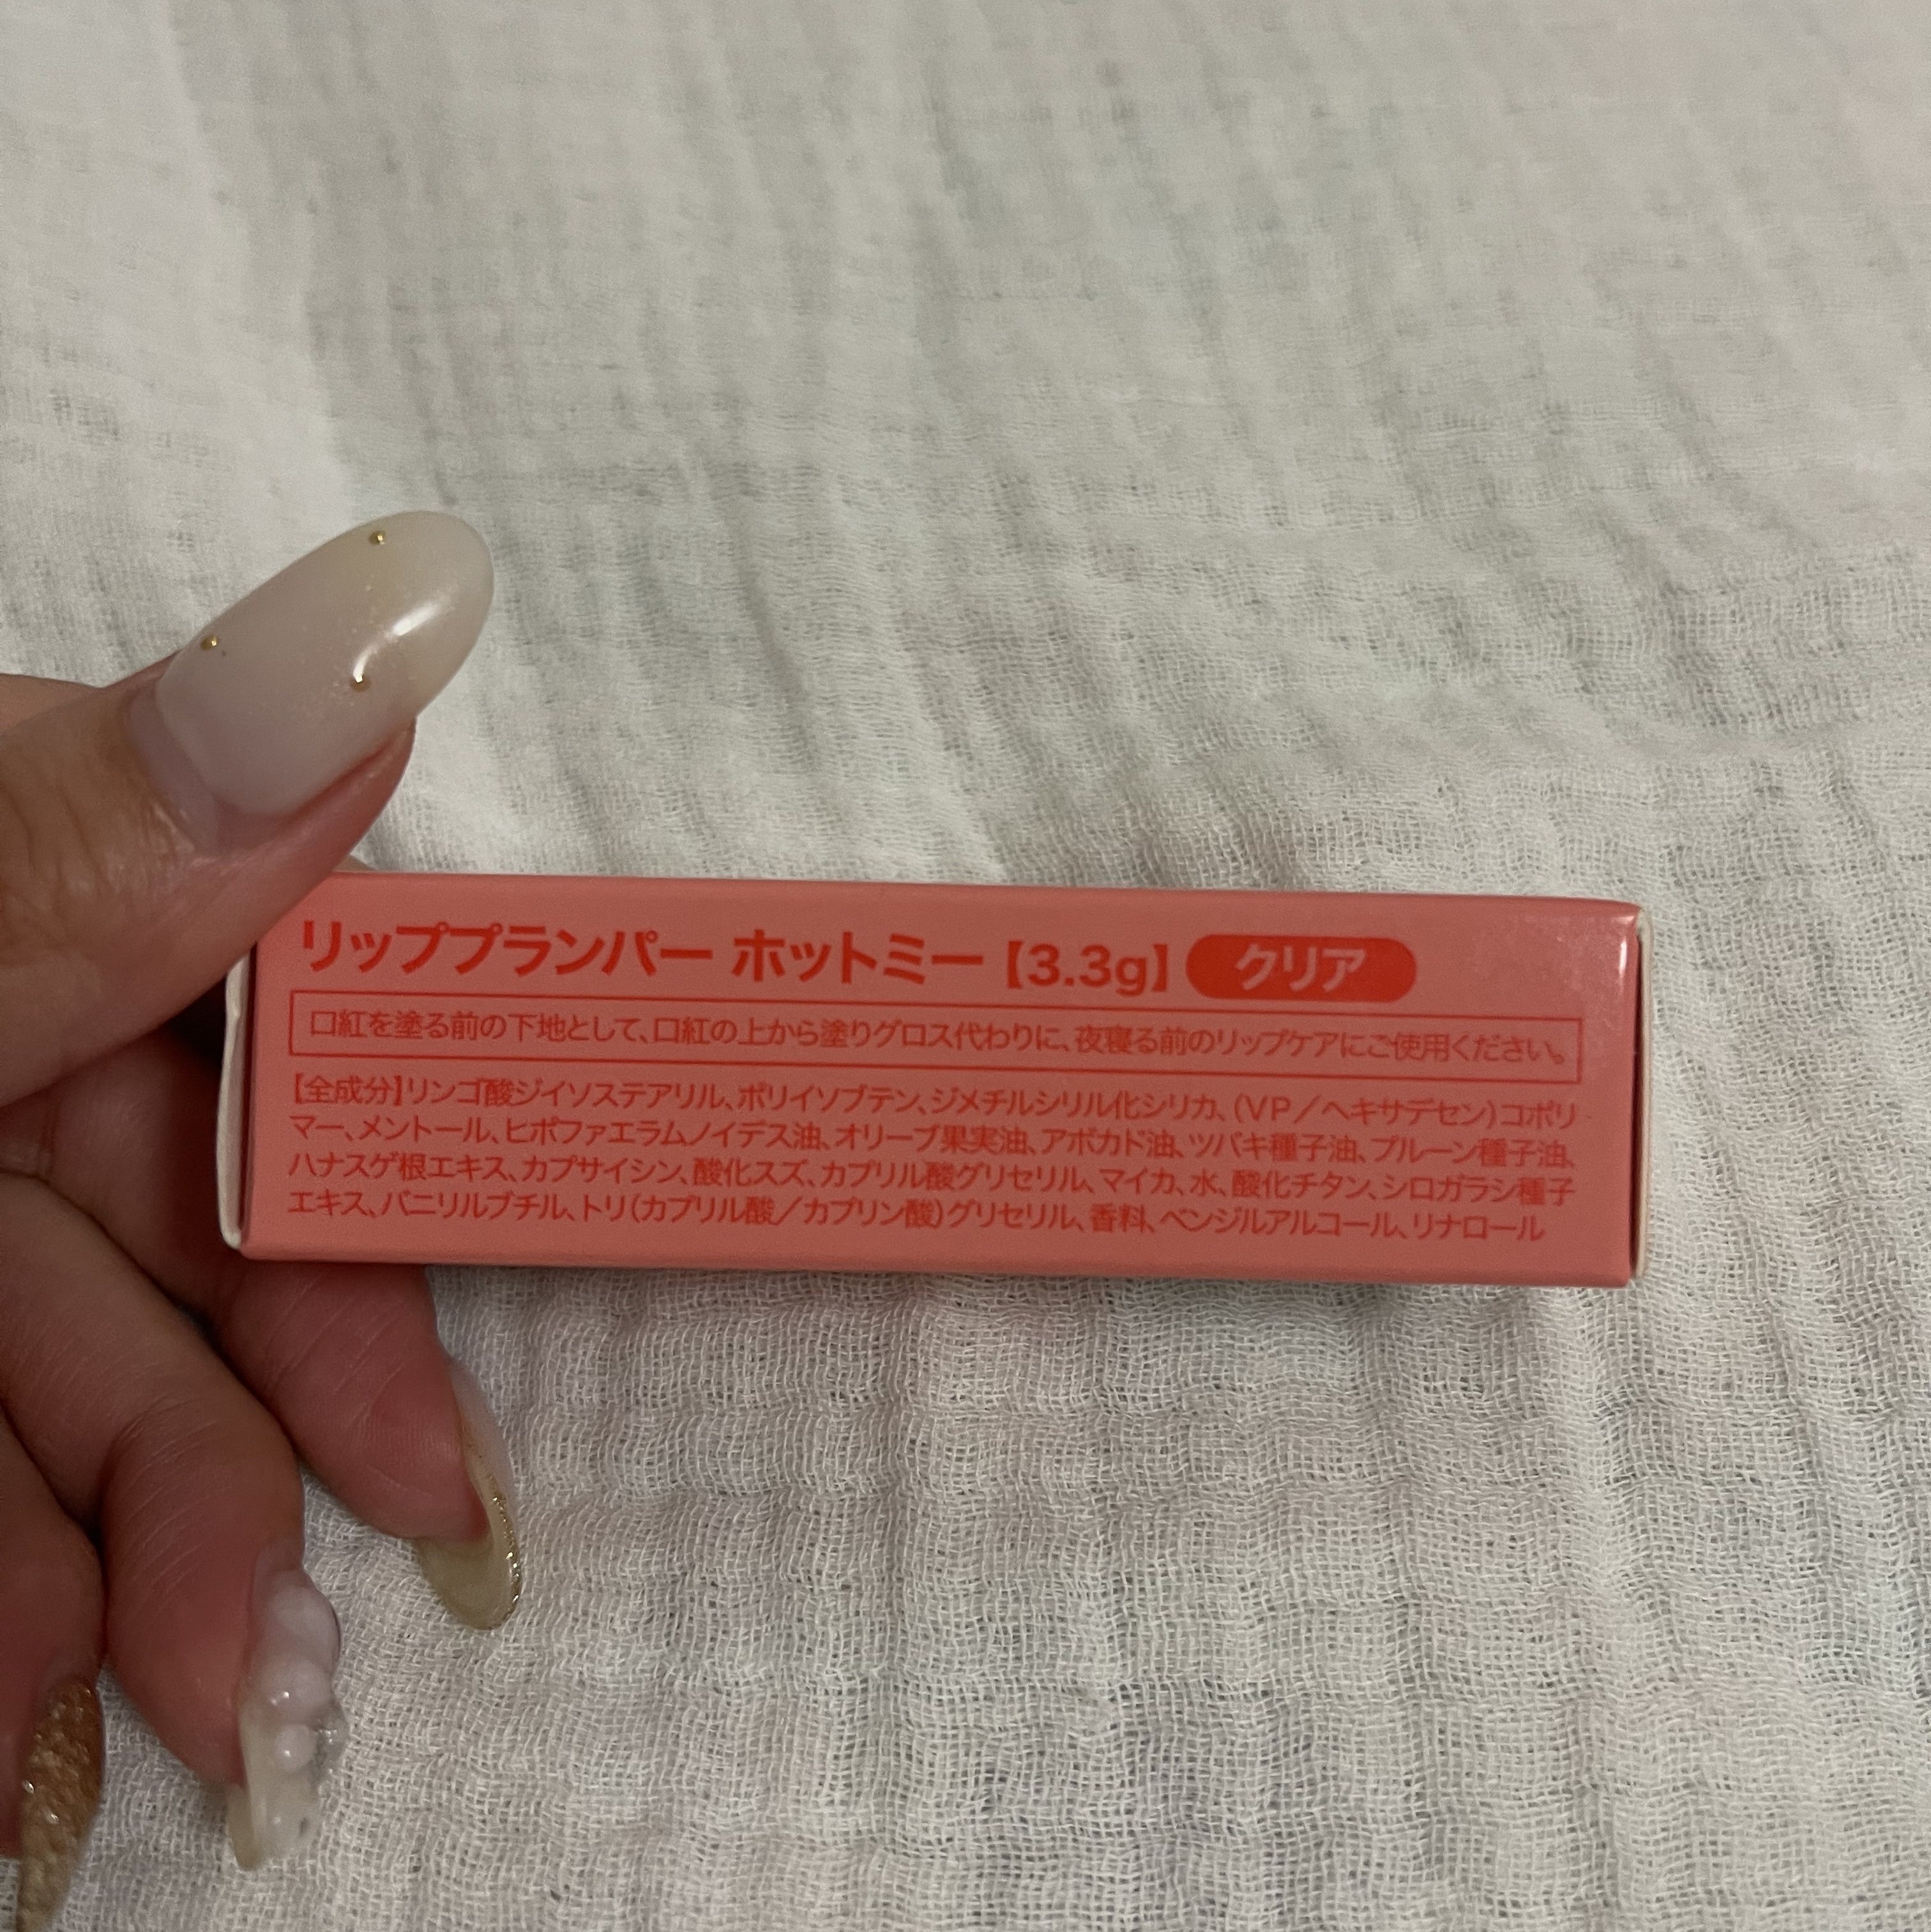 リッププランパー ホットミー【3.3g】 クリア
口紅を塗る前の下地として、口紅の上から塗りグロス代わりに、夜寝る前のリップケアにご使用ください。
【全成分】リンゴ酸ジイソステアリル、ポリイソブテン、ジメチルシリル化シリカ、(VP/ヘキサデセン)コポリ
マー、メントール、ヒポファエラムノイデス油、オリーブ果実油、アボカド油、ツバキ種子油、プルーン種子油、
ハナスゲ根エキス、カプサイシン、酸化スズ、カプリル酸グリセリル、マイカ、水、酸化チタン、シロガラシ種子
エキス、バニリルブチル、トリ(カプリル酸/カプリン酸)グリセリル、香料、ベンジルアルコール、リナロール